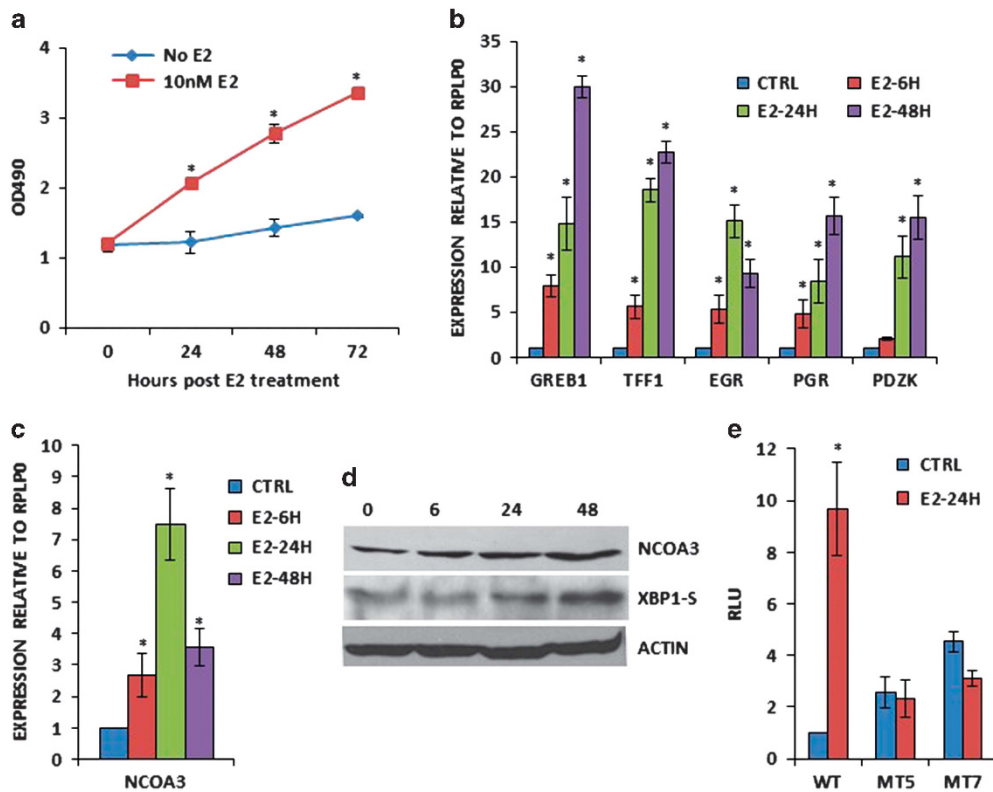 a
4
3
2
1
0
OD490
No E2
10nM E2
*
*
*
0 24 48 72
Hours post E2 treatment
b
35
30
25
20
15
10
5
0
EXPRESSION RELATIVE TO RPLP0
CTRL E2-6H
E2-24H E2-48H
* * *
* * *
* * *
* * *
* *
GREB1 TFF1 EGR PGR PDZK
c
10
9
8
7
6
5
4
3
2
1
0
EXPRESSION RELATIVE TO RPLP0
* * *
CTRL
E2-6H
E2-24H
E2-48H
NCOA3
d
0 6 24 48
NCOA3
XBP1-S
ACTIN
e
12
10
8
6
4
2
0
RLU
*
CTRL
E2-24H
WT MT5 MT7